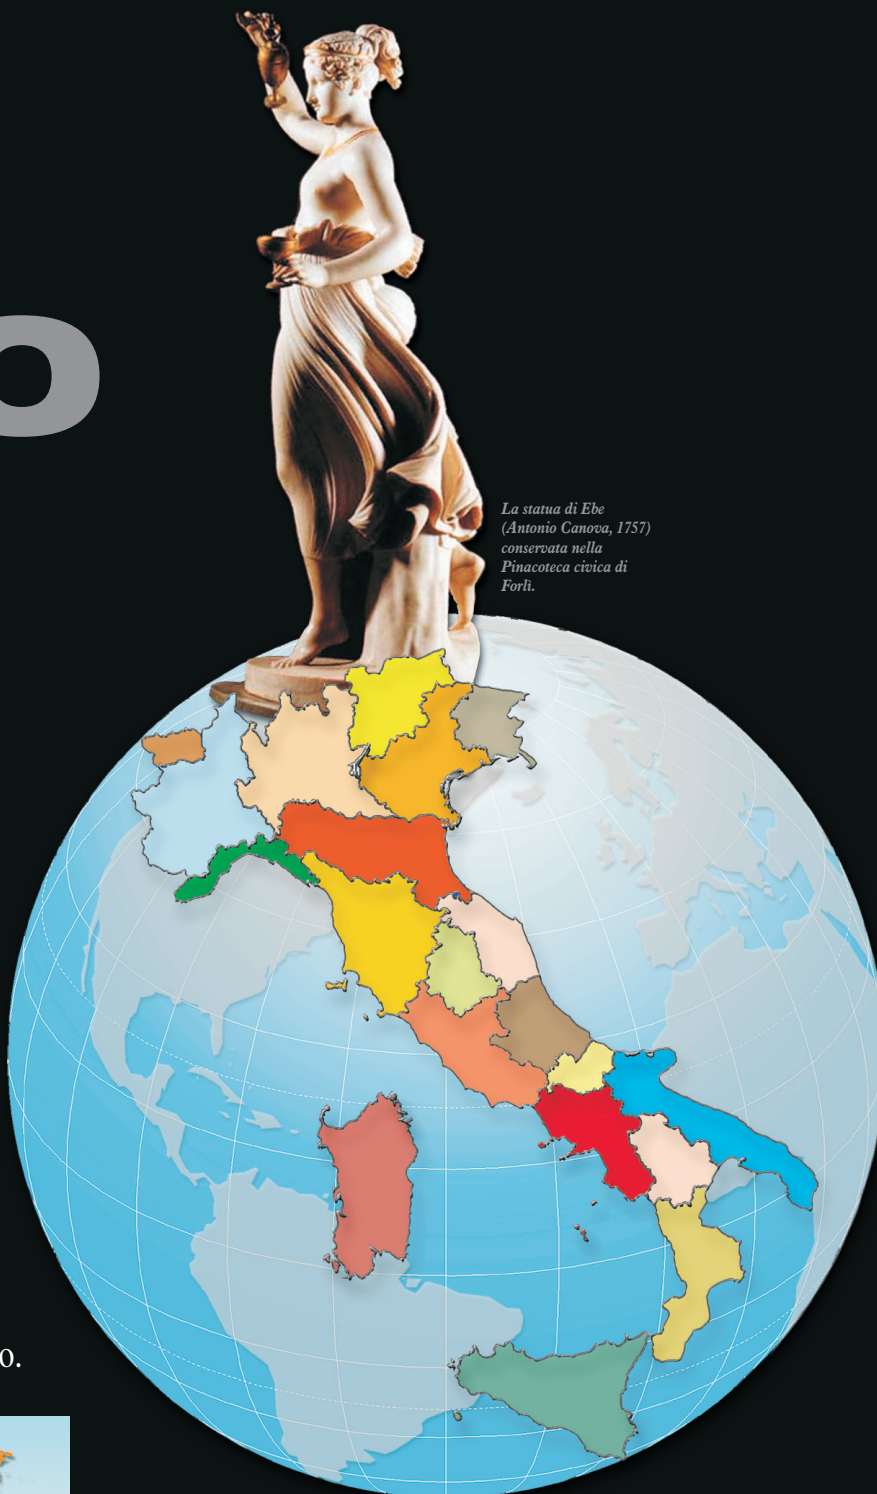 o
La statua di Ebe
(Antonio Canova, 1757)
conservata nella
Pinacoteca civica di
Forlì.
o.